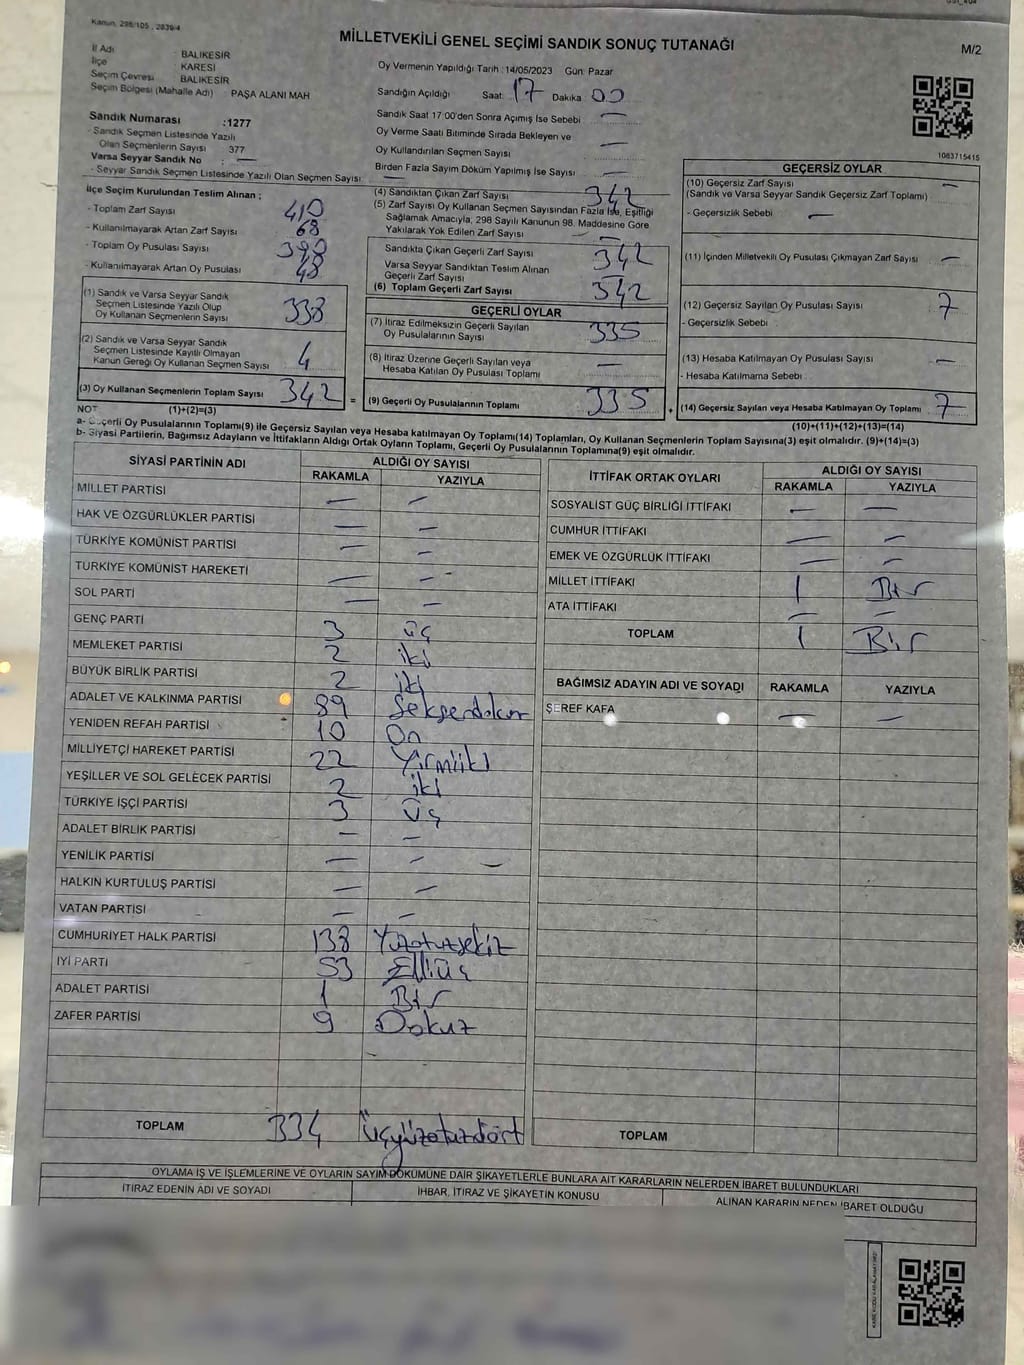 Kanun, 298/105, 2839/4
MİLLETVEKİLİ GENEL SEÇİMİ SANDIK SONUÇ TUTANAĞI
M/2
İl Adı : BALIKESİR
İlçe : KARESİ
Seçim Çevresi : BALIKESİR
Seçim Bölgesi (Mahalle Adı) : PAŞA ALANI MAH
Oy Vermenin Yapıldığı Tarih : 14/05/2023 Gün: Pazar
Sandığın Açıldığı Saat: 17 Dakika 00
Sandık Saat 17:00'den Sonra Açımış İse Sebebi —
Oy Verme Saati Bitiminde Sırada Bekleyen ve
Oy Kullandırılan Seçmen Sayısı —
Birden Fazla Sayım Döküm Yapılmış İse Sayısı —
1083715415
Sandık Numarası :1277
- Sandık Seçmen Listesinde Yazılı
Olan Seçmenlerin Sayısı 377
Varsa Seyyar Sandık No : —
- Seyyar Sandık Seçmen Listesinde Yazılı Olan Seçmen Sayısı: —
İlçe Seçim Kurulundan Teslim Alınan ;
- Toplam Zarf Sayısı 410
- Kullanılmayarak Artan Zarf Sayısı 68
- Toplam Oy Pusulası Sayısı 390
- Kullanılmayarak Artan Oy Pusulası 48
(1) Sandık ve Varsa Seyyar Sandık
Seçmen Listesinde Yazılı Olup
Oy Kullanan Seçmenlerin Sayısı 338
(2) Sandık ve Varsa Seyyar Sandık
Seçmen Listesinde Kayıtlı Olmayan
Kanun Gereği Oy Kullanan Seçmen Sayısı 4
(3) Oy Kullanan Seçmenlerin Toplam Sayısı 342 =
(1)+(2)=(3)
(4) Sandıktan Çıkan Zarf Sayısı 342
(5) Zarf Sayısı Oy Kullanan Seçmen Sayısından Fazla İse, Eşitliği
Sağlamak Amacıyla; 298 Sayılı Kanunun 98. Maddesine Göre
Yakılarak Yok Edilen Zarf Sayısı —
Sandıkta Çıkan Geçerli Zarf Sayısı 342
Varsa Seyyar Sandıktan Teslim Alınan
Geçerli Zarf Sayısı
(6) Toplam Geçerli Zarf Sayısı 342
GEÇERLİ OYLAR
(7) İtiraz Edilmeksizin Geçerli Sayılan
Oy Pusulalarının Sayısı 335
(8) İtiraz Üzerine Geçerli Sayılan veya
Hesaba Katılan Oy Pusulası Toplamı —
(9) Geçerli Oy Pusulalarının Toplamı 335 +
GEÇERSİZ OYLAR
(10) Geçersiz Zarf Sayısı —
(Sandık ve Varsa Seyyar Sandık Geçersiz Zarf Toplamı)
- Geçersizlik Sebebi —
(11) İçinden Milletvekili Oy Pusulası Çıkmayan Zarf Sayısı —
(12) Geçersiz Sayılan Oy Pusulası Sayısı 7
- Geçersizlik Sebebi :
(13) Hesaba Katılmayan Oy Pusulası Sayısı —
- Hesaba Katılmama Sebebi
(14) Geçersiz Sayılan veya Hesaba Katılmayan Oy Toplamı 7
(10)+(11)+(12)+(13)=(14)
NOT
a- Geçerli Oy Pusulalarının Toplamı(9) ile Geçersiz Sayılan veya Hesaba katılmayan Oy Toplamı(14) Toplamları, Oy Kullanan Seçmenlerin Toplam Sayısına(3) eşit olmalıdır. (9)+(14)=(3)
b- Siyasi Partilerin, Bağımsız Adayların ve İttifakların Aldığı Ortak Oyların Toplamı, Geçerli Oy Pusulalarının Toplamına(9) eşit olmalıdır.
SİYASİ PARTİNİN ADI ALDIĞI OY SAYISI
RAKAMLA YAZIYLA
MİLLET PARTİSİ — —
HAK VE ÖZGÜRLÜKLER PARTİSİ — —
TÜRKİYE KOMÜNİST PARTİSİ — —
TÜRKİYE KOMÜNİST HAREKETİ — —
SOL PARTİ — —
GENÇ PARTİ 3 üç
MEMLEKET PARTİSİ 2 iki
BÜYÜK BİRLİK PARTİSİ 2 iki
ADALET VE KALKINMA PARTİSİ 89 Seksendokuz
YENİDEN REFAH PARTİSİ 10 On
MİLLİYETÇİ HAREKET PARTİSİ 22 Yirmiiki
YEŞİLLER VE SOL GELECEK PARTİSİ 2 iki
TÜRKİYE İŞÇİ PARTİSİ 3 Üç
ADALET BİRLİK PARTİSİ — —
YENİLİK PARTİSİ — —
HALKIN KURTULUŞ PARTİSİ — —
VATAN PARTİSİ — —
CUMHURİYET HALK PARTİSİ 138 Yüzotuzsekiz
İYİ PARTİ 53 Elliüç
ADALET PARTİSİ 1 Bir
ZAFER PARTİSİ 9 Dokuz
TOPLAM 334 Üçyüzotuzdört
İTTİFAK ORTAK OYLARI ALDIĞI OY SAYISI
RAKAMLA YAZIYLA
SOSYALİST GÜÇ BİRLİĞİ İTTİFAKI — —
CUMHUR İTTİFAKI — —
EMEK VE ÖZGÜRLÜK İTTİFAKI — —
MİLLET İTTİFAKI 1 Bir
ATA İTTİFAKI — —
TOPLAM 1 Bir
BAĞIMSIZ ADAYIN ADI VE SOYADI RAKAMLA YAZIYLA
ŞEREF KAFA — —
TOPLAM
OYLAMA İŞ VE İŞLEMLERİNE VE OYLARIN SAYIM DÖKÜMÜNE DAİR ŞİKAYETLERLE BUNLARA AİT KARARLARIN NELERDEN İBARET BULUNDUKLARI
İTİRAZ EDENİN ADI VE SOYADI İHBAR, İTİRAZ VE ŞİKAYETİN KONUSU ALINAN KARARIN NEDEN İBARET OLDUĞU